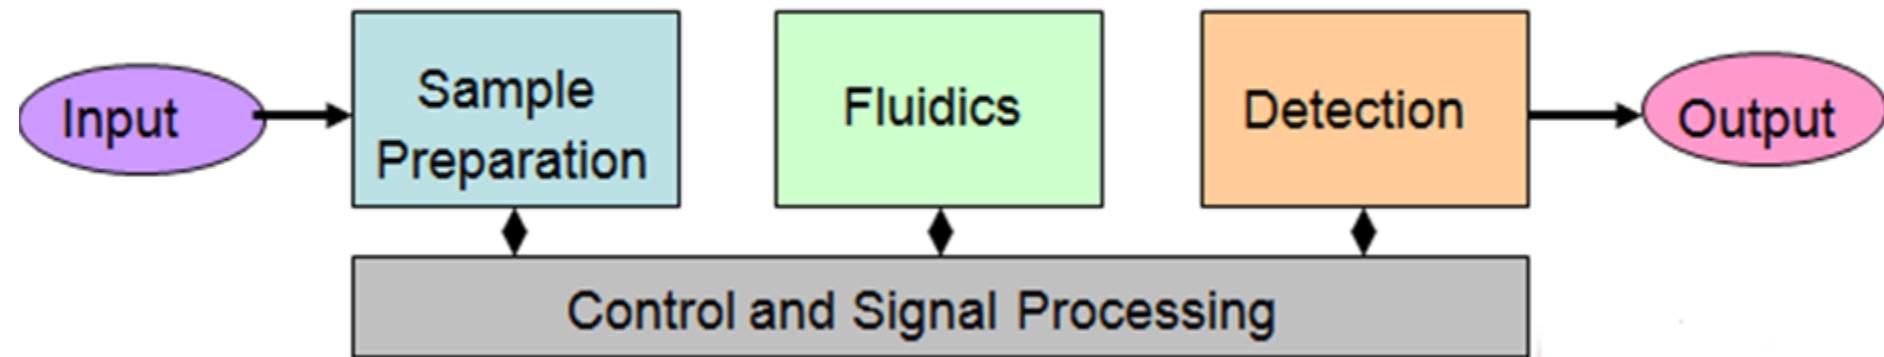 Input
Sample
Preparation
Fluidics
Detection
Output
Control and Signal Processing